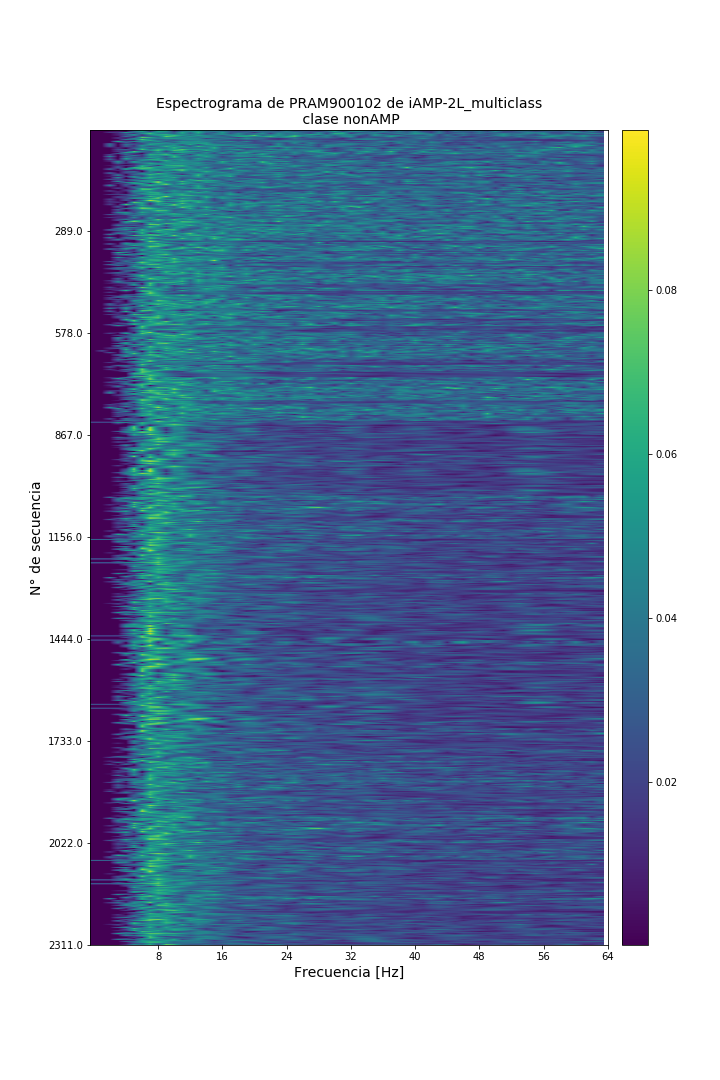 Espectrograma de PRAM900102 de iAMP-2L_multiclass
clase nonAMP
N° de secuencia
289.0
578.0
867.0
1156.0
1444.0
1733.0
2022.0
2311.0
8 16 24 32 40 48 56 64
Frecuencia [Hz]
0.08
0.06
0.04
0.02